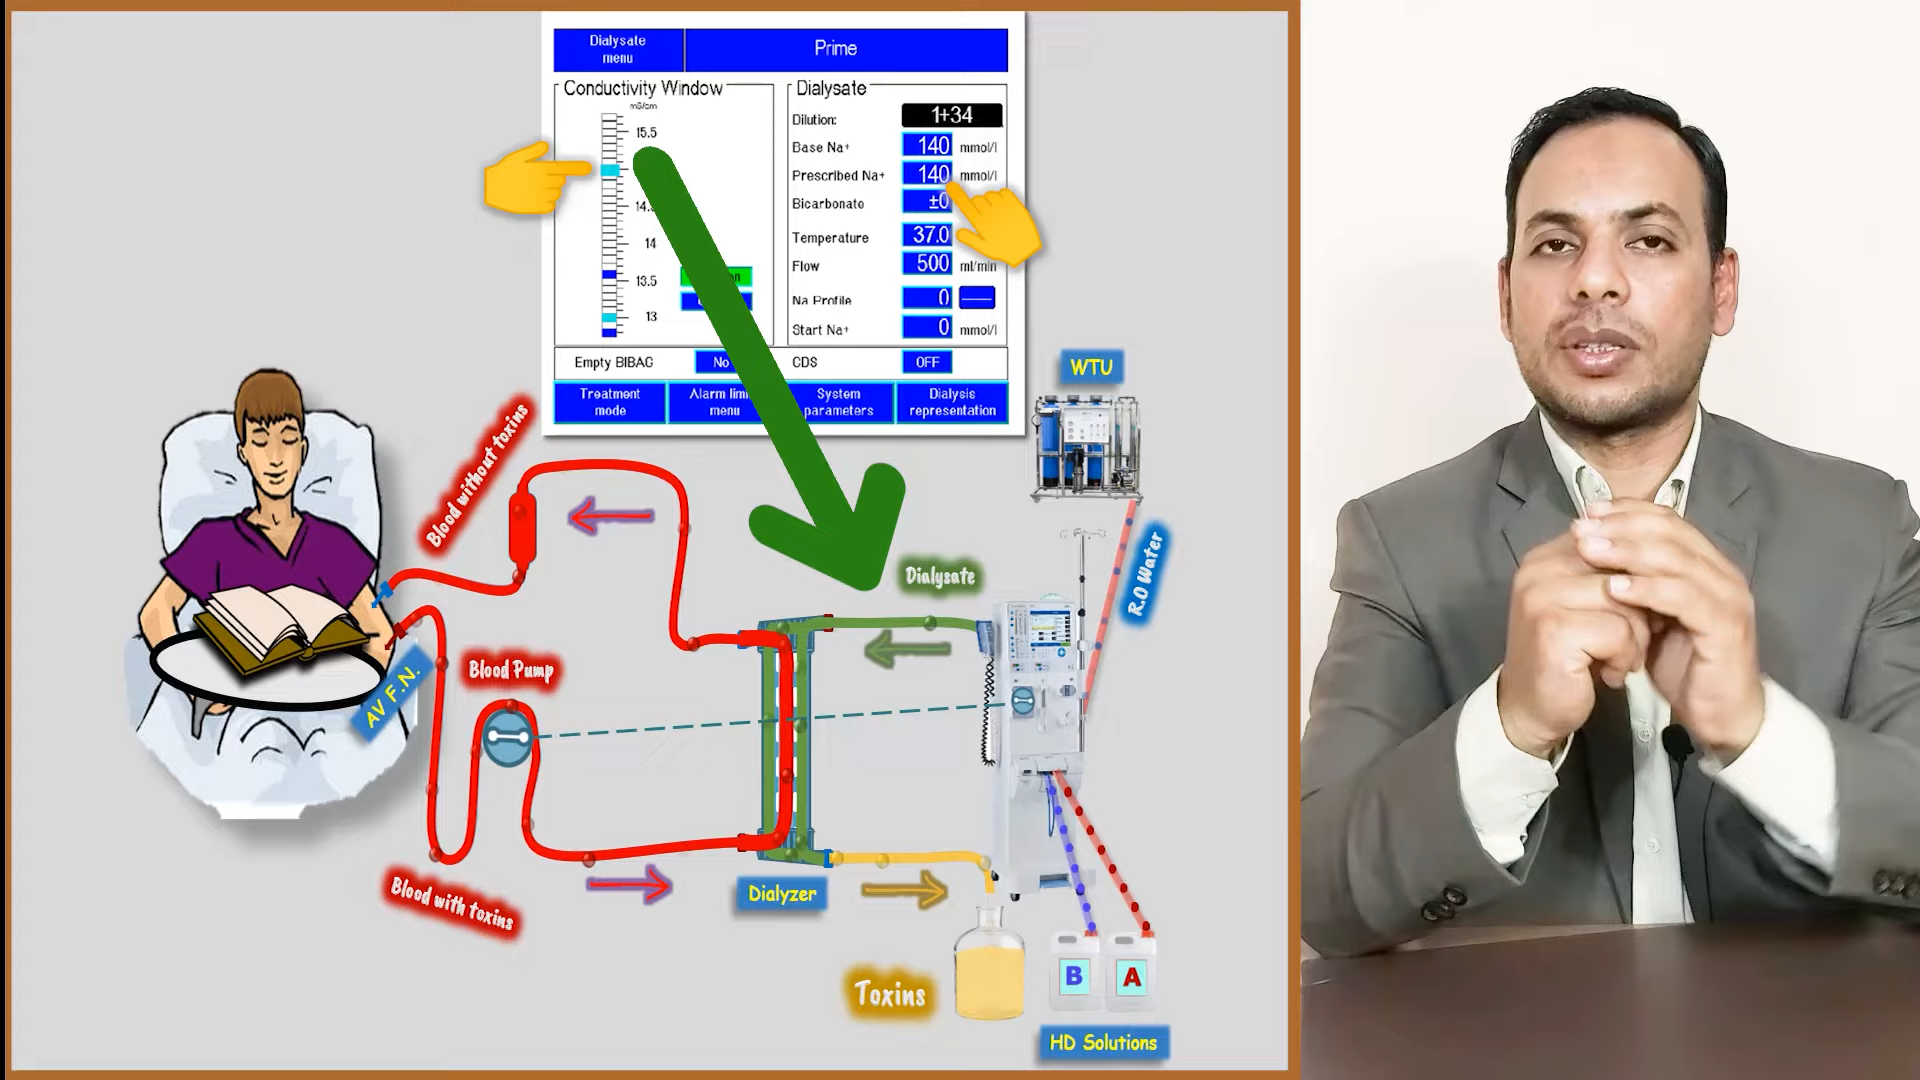 Dialysate
menu
Prime
Conductivity Window
mS/cm
15.5
14
13.5
13
Dialysate
Dilution: 1+34
Base Na+ 140 mmol/l
Prescribed Na+ 140 mmol/l
Bicarbonate ±0
Temperature 37.0
Flow 500 ml/min
Na Profile 0
Start Na+ 0 mmol/l
Empty BIBAG No
CDS OFF
Treatment
mode
Alarm
menu
System
parameters
Dialysis
representation
WTU
Blood without toxins
R.O Water
Dialysate
Blood Pump
AV F.N.
Blood with toxins
Dialyzer
Toxins
B
A
HD Solutions